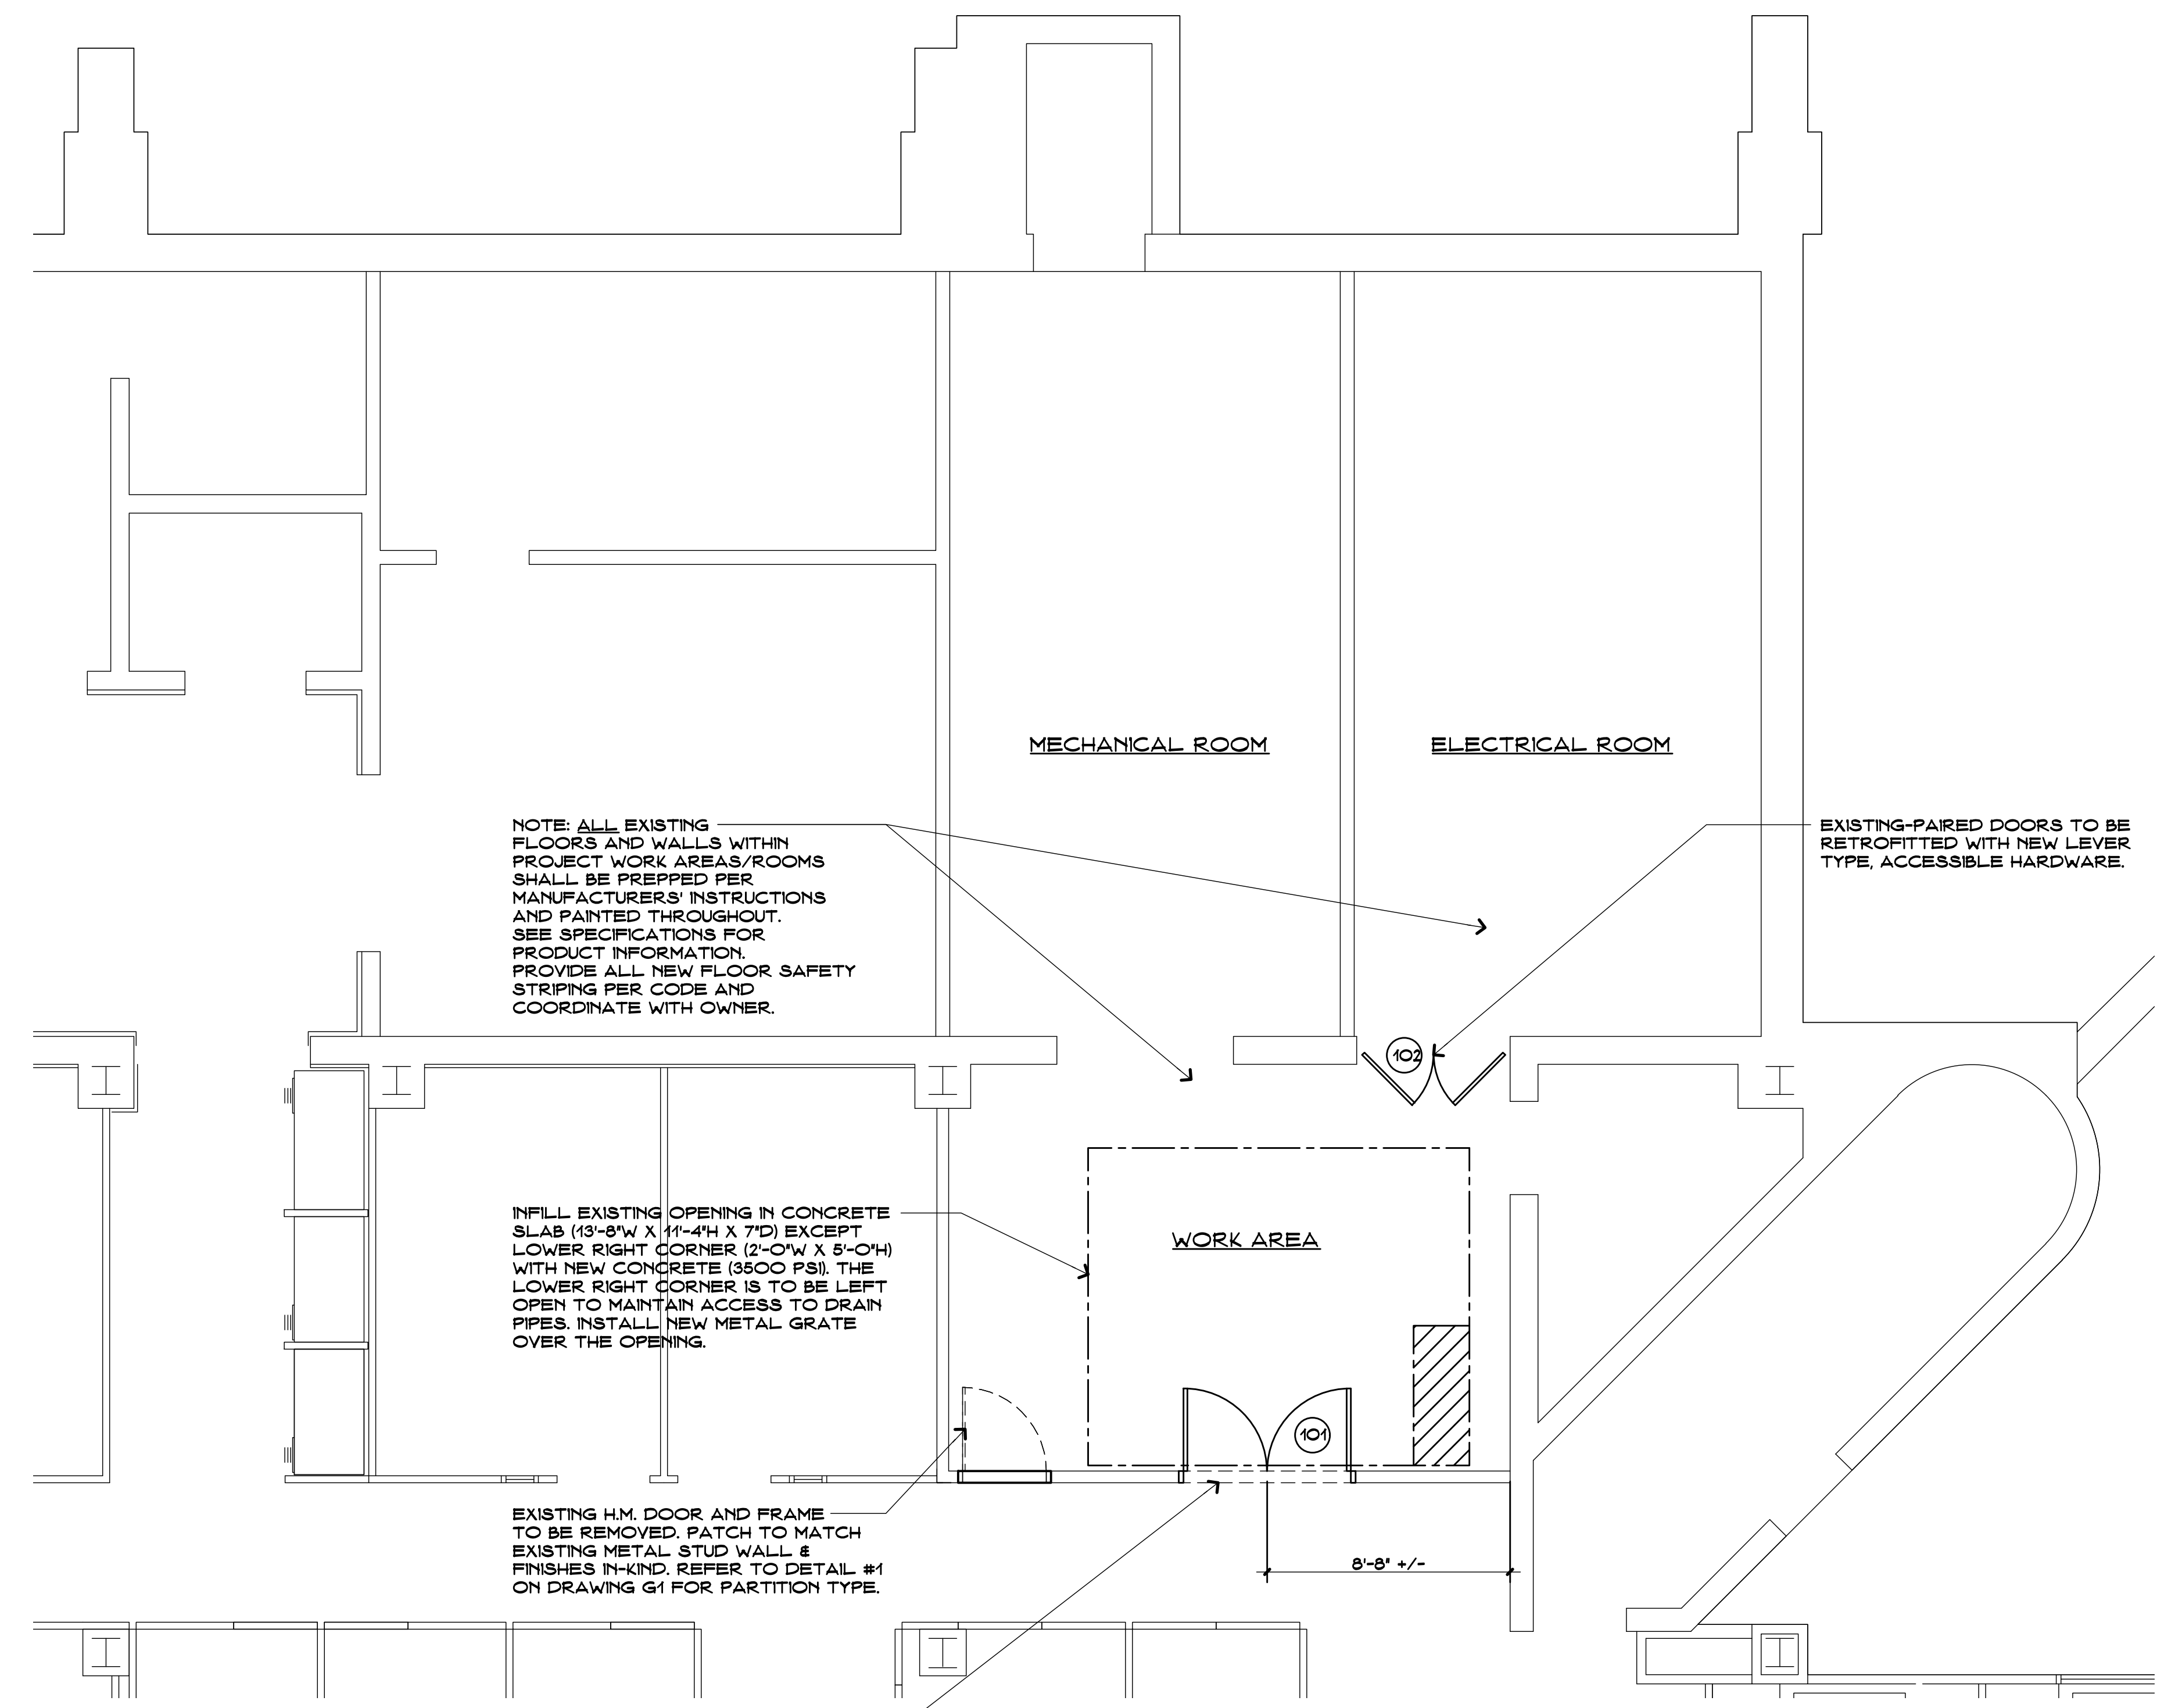 MECHANICAL ROOM
ELECTRICAL ROOM
NOTE: ALL EXISTING
FLOORS AND WALLS WITHIN
PROJECT WORK AREAS/ROOMS
SHALL BE PREPPED PER
MANUFACTURERS' INSTRUCTIONS
AND PAINTED THROUGHOUT.
SEE SPECIFICATIONS FOR
PRODUCT INFORMATION.
PROVIDE ALL NEW FLOOR SAFETY
STRIPING PER CODE AND
COORDINATE WITH OWNER.
EXISTING-PAIRED DOORS TO BE
RETROFITTED WITH NEW LEVER
TYPE, ACCESSIBLE HARDWARE.
102
INFILL EXISTING OPENING IN CONCRETE
SLAB (13'-8"W X 11'-4"H X 7"D) EXCEPT
LOWER RIGHT CORNER (2'-0"W X 5'-0"H)
WITH NEW CONCRETE (3500 PSI). THE
LOWER RIGHT CORNER IS TO BE LEFT
OPEN TO MAINTAIN ACCESS TO DRAIN
PIPES. INSTALL NEW METAL GRATE
OVER THE OPENING.
WORK AREA
101
EXISTING H.M. DOOR AND FRAME
TO BE REMOVED. PATCH TO MATCH
EXISTING METAL STUD WALL &
FINISHES IN-KIND. REFER TO DETAIL #1
ON DRAWING G1 FOR PARTITION TYPE.
8'-8" +/-